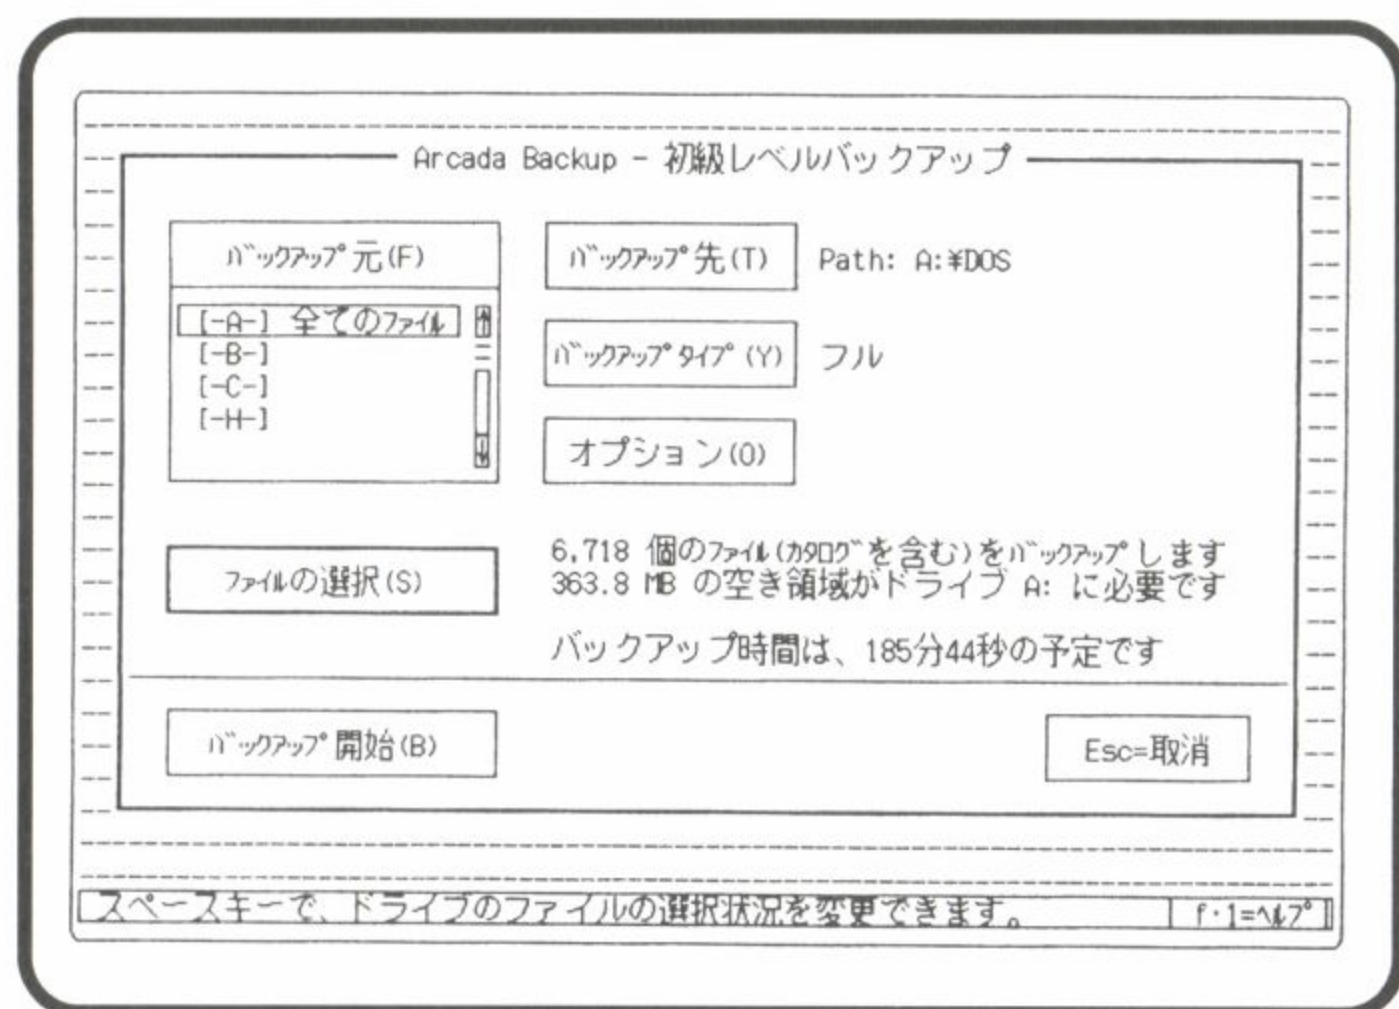 Arcada Backup - 初級レベルバックアップ
バックアップ元(F)
[-A-] 全てのファイル
[-B-]
[-C-]
[-H-]
バックアップ先(T) Path: A:¥DOS
バックアップタイプ(Y) フル
オプション(O)
ファイルの選択(S)
6,718 個のファイル(カタログを含む)をバックアップします
363.8 MB の空き領域がドライブ A: に必要です
バックアップ時間は、185分44秒の予定です
バックアップ開始(B)
Esc=取消
スペースキーで、ドライブのファイルの選択状況を変更できます。
f・1=ヘルプ